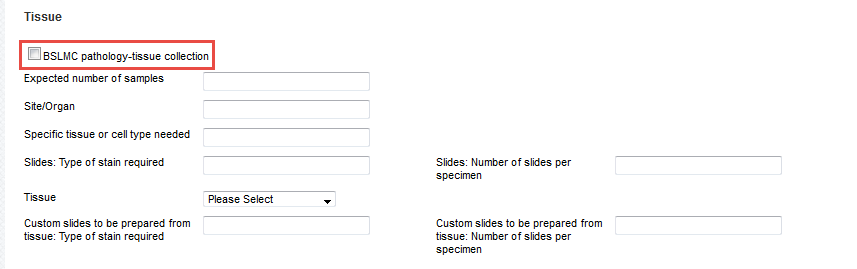 Tissue
BSLMC pathology-tissue collection
Expected number of samples
Site/Organ
Specific tissue or cell type needed
Slides: Type of stain required
Slides: Number of slides per
specimen
Tissue
Please Select
Custom slides to be prepared from
tissue: Type of stain required
Custom slides to be prepared from
tissue: Number of slides per
specimen